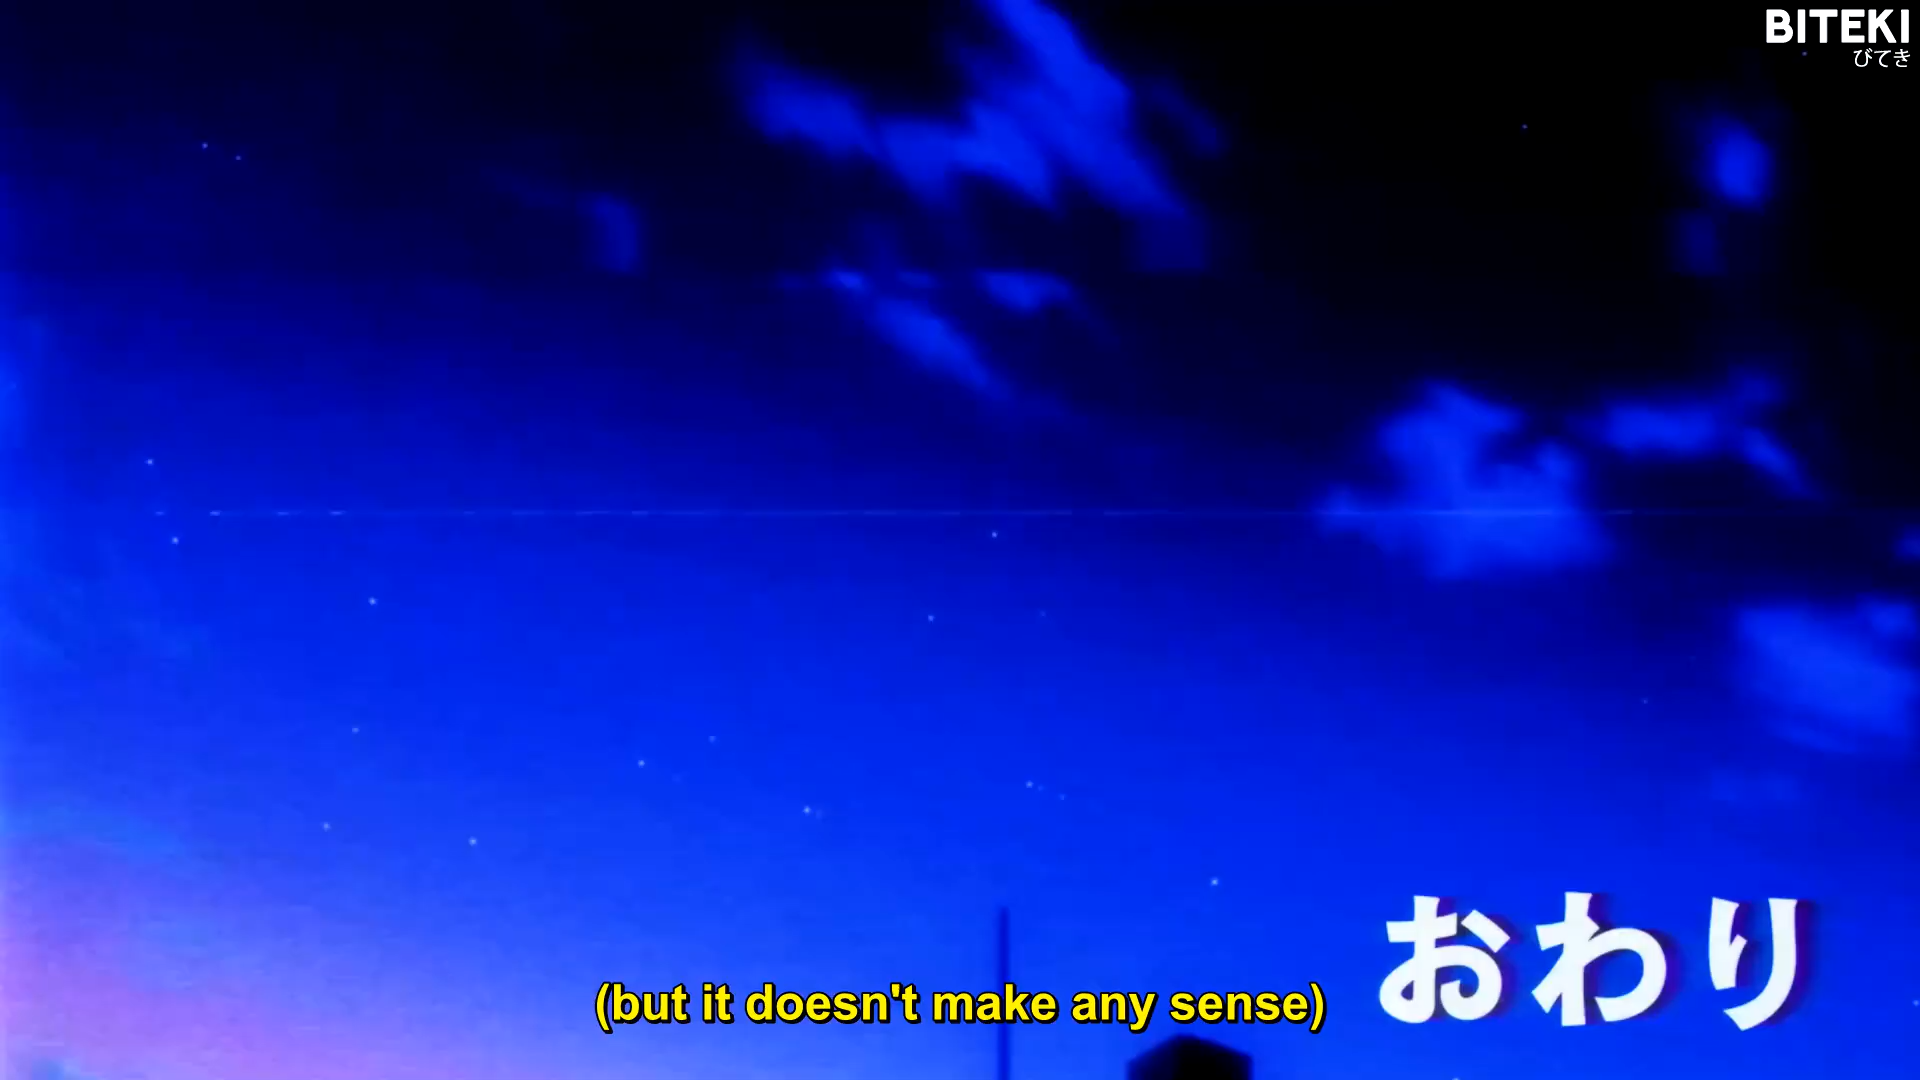 BITEKI
びてき
おわり
(but it doesn't make any sense)